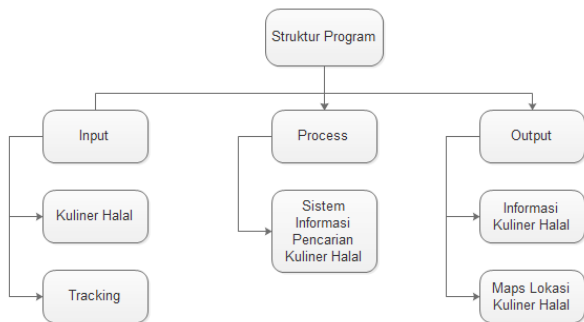 Struktur Program
Input
Process
Output
Kuliner Halal
Sistem
Informasi
Pencarian
Kuliner Halal
Informasi
Kuliner Halal
Tracking
Maps Lokasi
Kuliner Halal